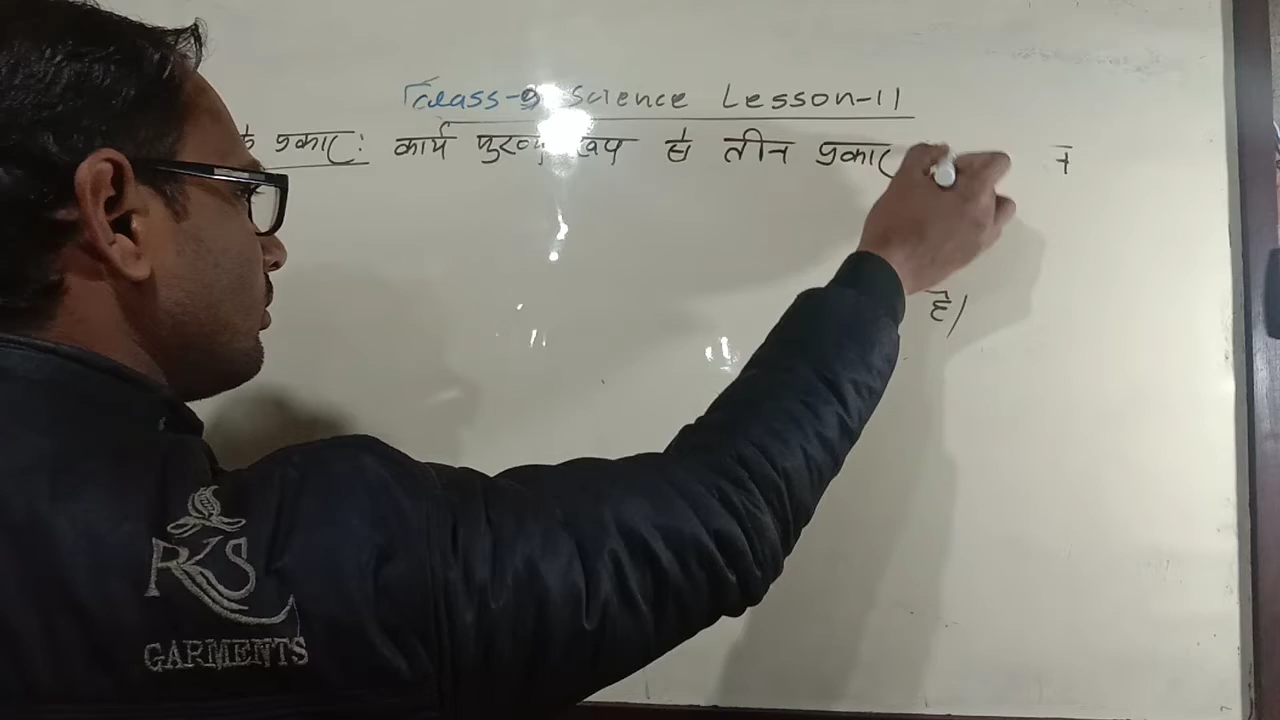 Class-9 Science Lesson-11
के प्रकार: कार्य मुख्य रूप से तीन प्रकार
है।
RKS
GARMENTS